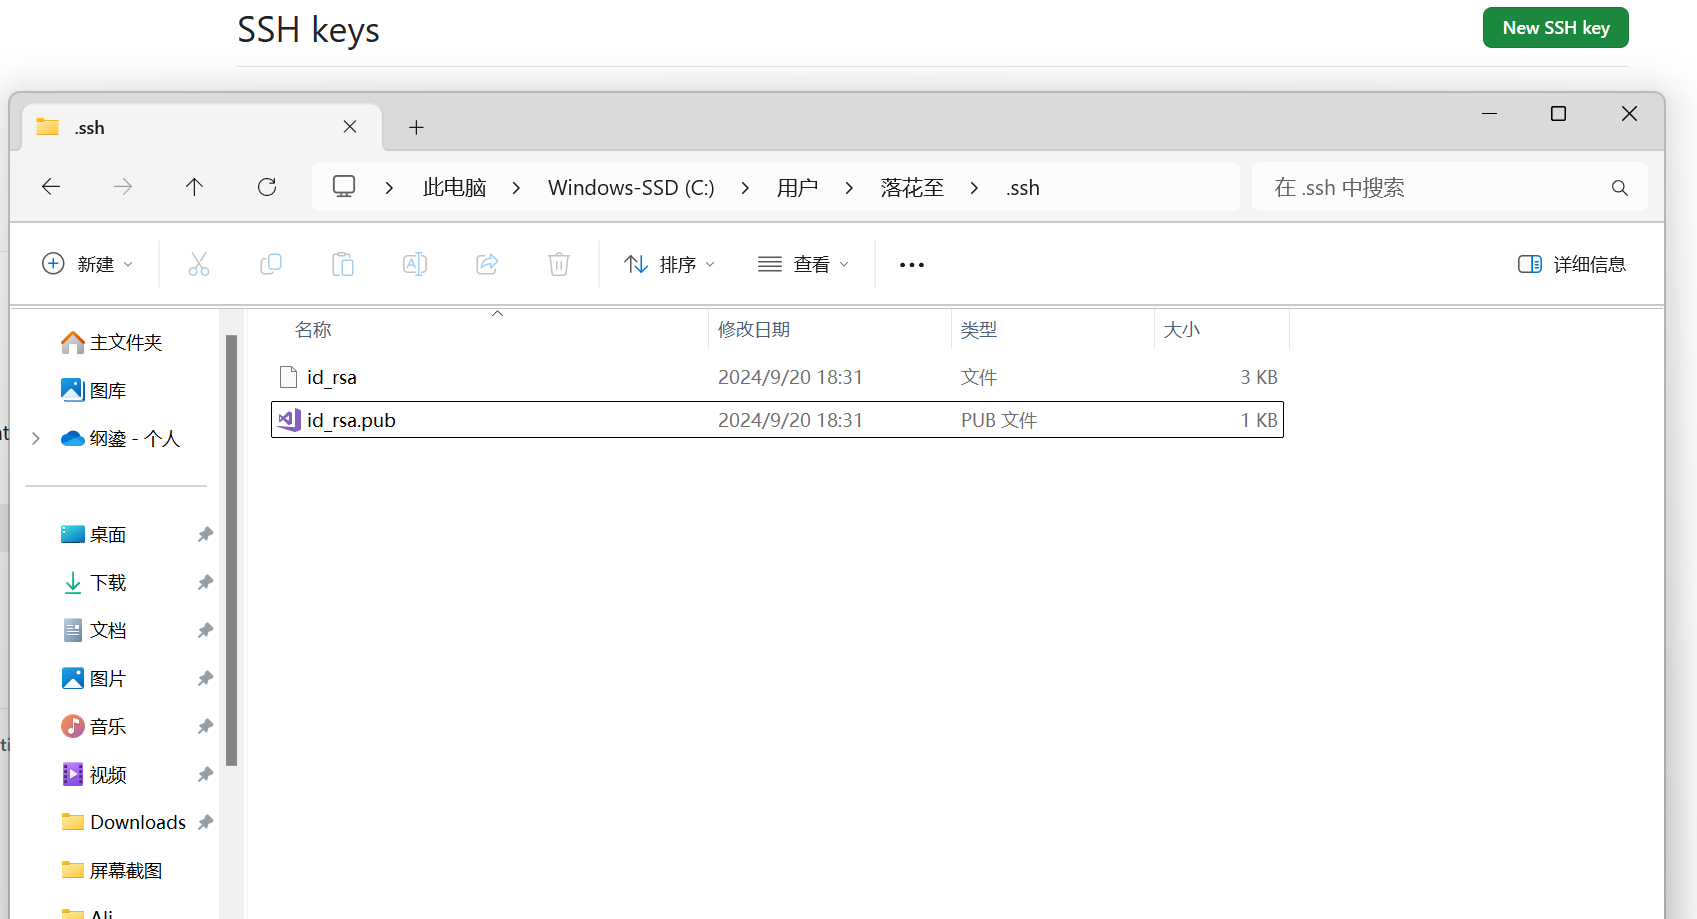 SSH keys
New SSH key
.ssh
此电脑 Windows-SSD (C:) 用户 落花至 .ssh
在 .ssh 中搜索
新建 排序 查看 详细信息
名称 修改日期 类型 大小
id_rsa 2024/9/20 18:31 文件 3 KB
id_rsa.pub 2024/9/20 18:31 PUB 文件 1 KB
主文件夹
图库
纲鎏 - 个人
桌面
下载
文档
图片
音乐
视频
Downloads
屏幕截图